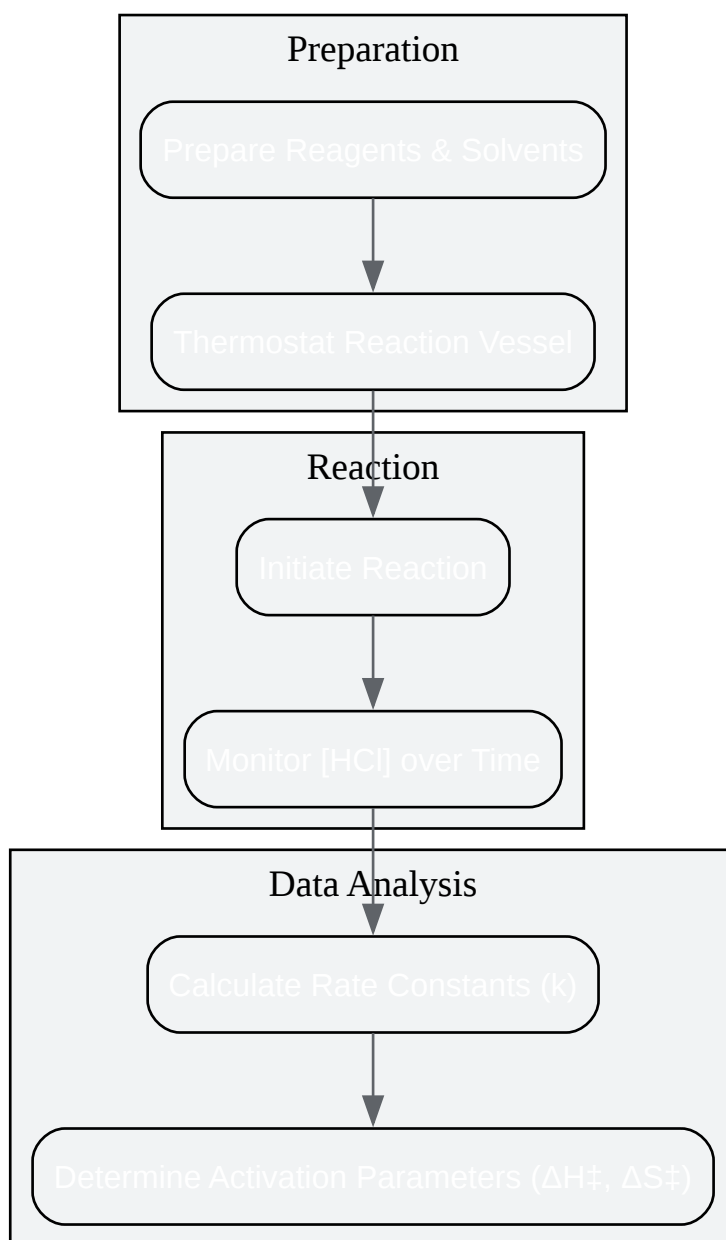 Preparation
Prepare Reagents & Solvents
Thermostat Reaction Vessel
Reaction
Initiate Reaction
Monitor [HCl] over Time
Data Analysis
Calculate Rate Constants (k)
Determine Activation Parameters (ΔH‡, ΔS‡)